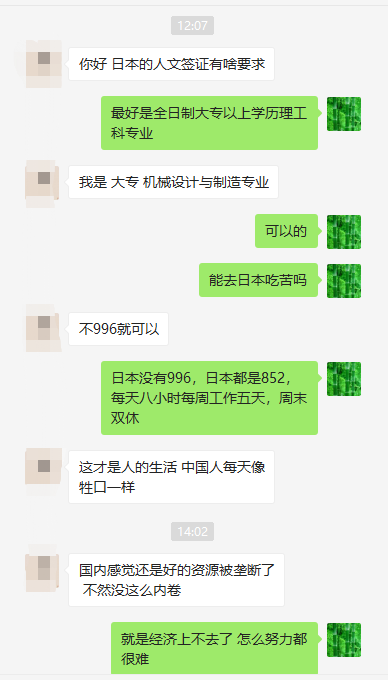 12:07
你好 日本的人文签证有啥要求
最好是全日制大专以上学历理工
科专业
我是 大专 机械设计与制造专业
可以的
能去日本吃苦吗
不996就可以
日本没有996，日本都是852，
每天八小时每周工作五天，周末
双休
这才是人的生活 中国人每天像
牲口一样
14:02
国内感觉还是好的资源被垄断了
不然没这么内卷
就是经济上不去了 怎么努力都
很难